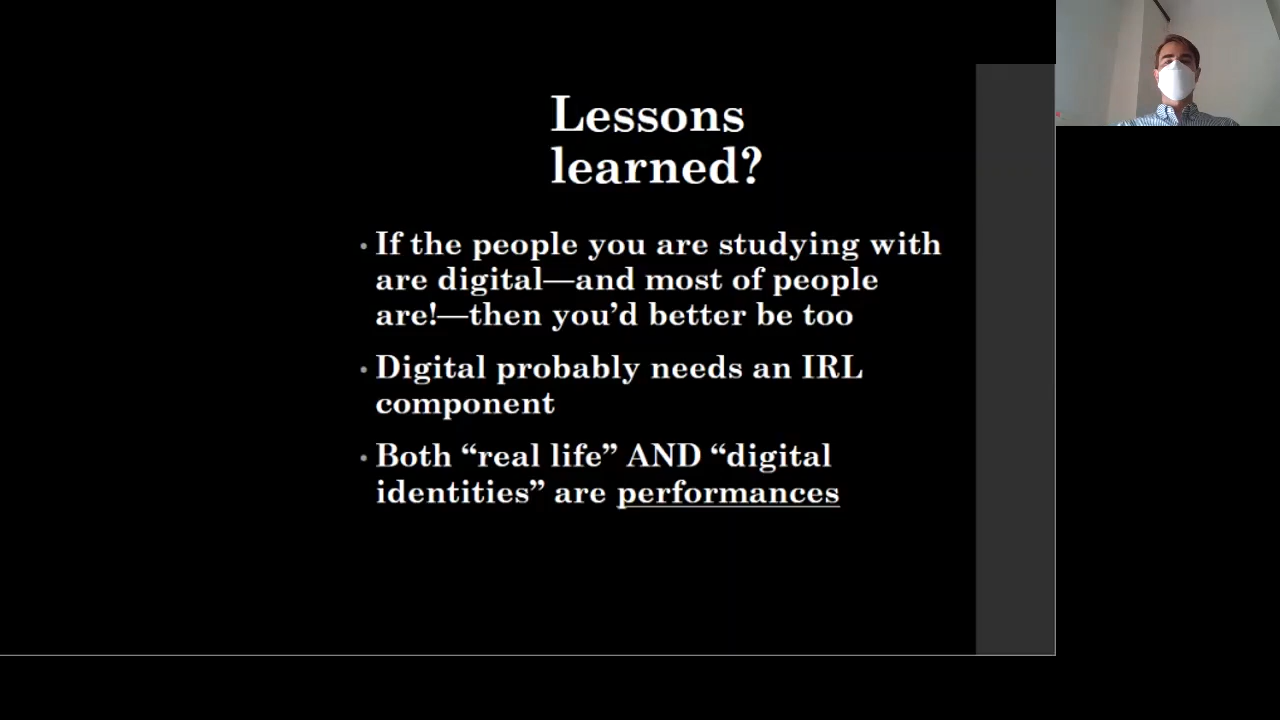 Lessons
learned?
• If the people you are studying with
are digital—and most of people
are!—then you’d better be too
• Digital probably needs an IRL
component
• Both “real life” AND “digital
identities” are performances